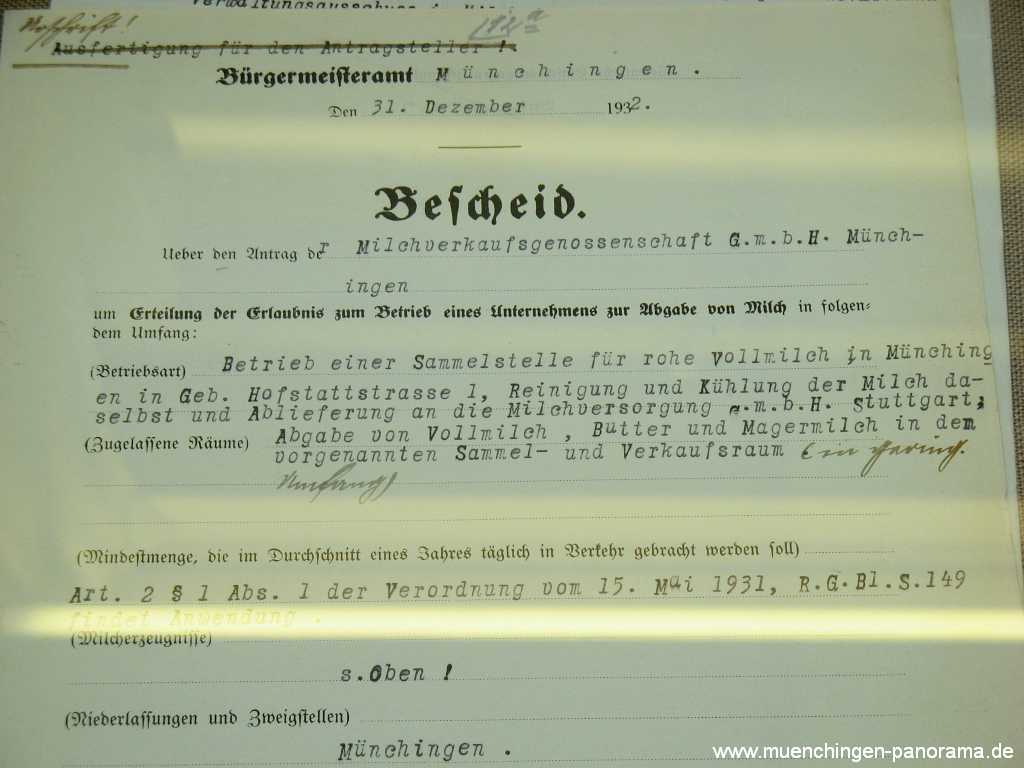 Ausfertigung für den Antragsteller !
Bürgermeisteramt Münchingen.
Den 31. Dezember 1932.
Bescheid.
Ueber den Antrag der Milchverkaufsgenossenschaft G.m.b.H. Münch-
ingen
um Erteilung der Erlaubnis zum Betrieb eines Unternehmens zur Abgabe von Milch in folgen-
dem Umfang:
(Betriebsart) Betrieb einer Sammelstelle für rohe Vollmilch in Münching
en in Geb. Hofstattstrasse 1, Reinigung und Kühlung der Milch da-
selbst und Ablieferung an die Milchversorgung G.m.b.H. Stuttgart,
(Zugelassene Räume) Abgabe von Vollmilch , Butter und Magermilch in dem
vorgenannten Sammel- und Verkaufsraum (in gering.
Umfang)
(Mindestmenge, die im Durchschnitt eines Jahres täglich in Verkehr gebracht werden soll)
Art. 2 § 1 Abs. 1 der Verordnung vom 15. Mai 1931, R.G.Bl.S.149
findet Anwendung .
(Milcherzeugnisse)
s.Oben !
(Niederlassungen und Zweigstellen)
Münchingen .
www.muenchingen-panorama.de